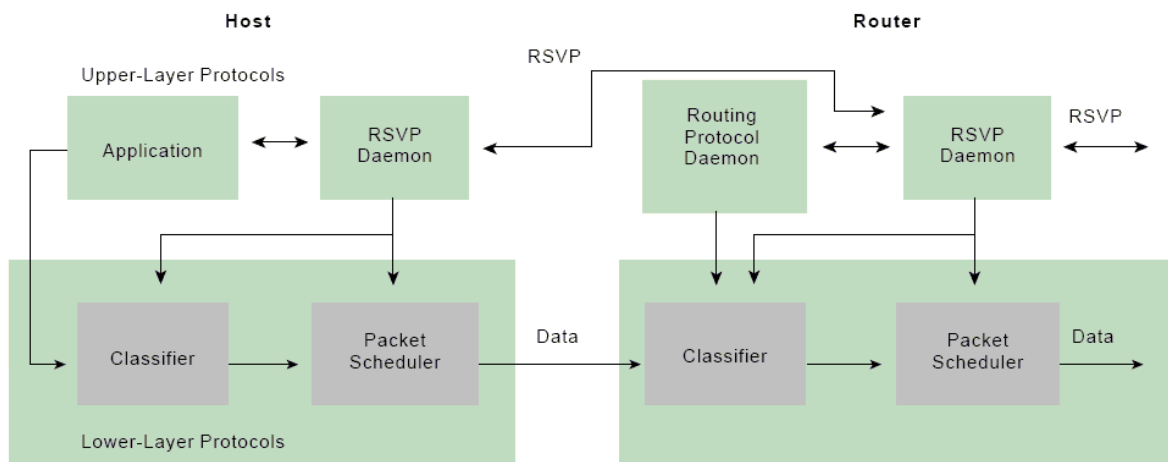 Host
Router
RSVP
Upper-Layer Protocols
Application
RSVP
Daemon
Routing
Protocol
Daemon
RSVP
Daemon
RSVP
Classifier
Packet
Scheduler
Data
Classifier
Packet
Scheduler
Data
Lower-Layer Protocols